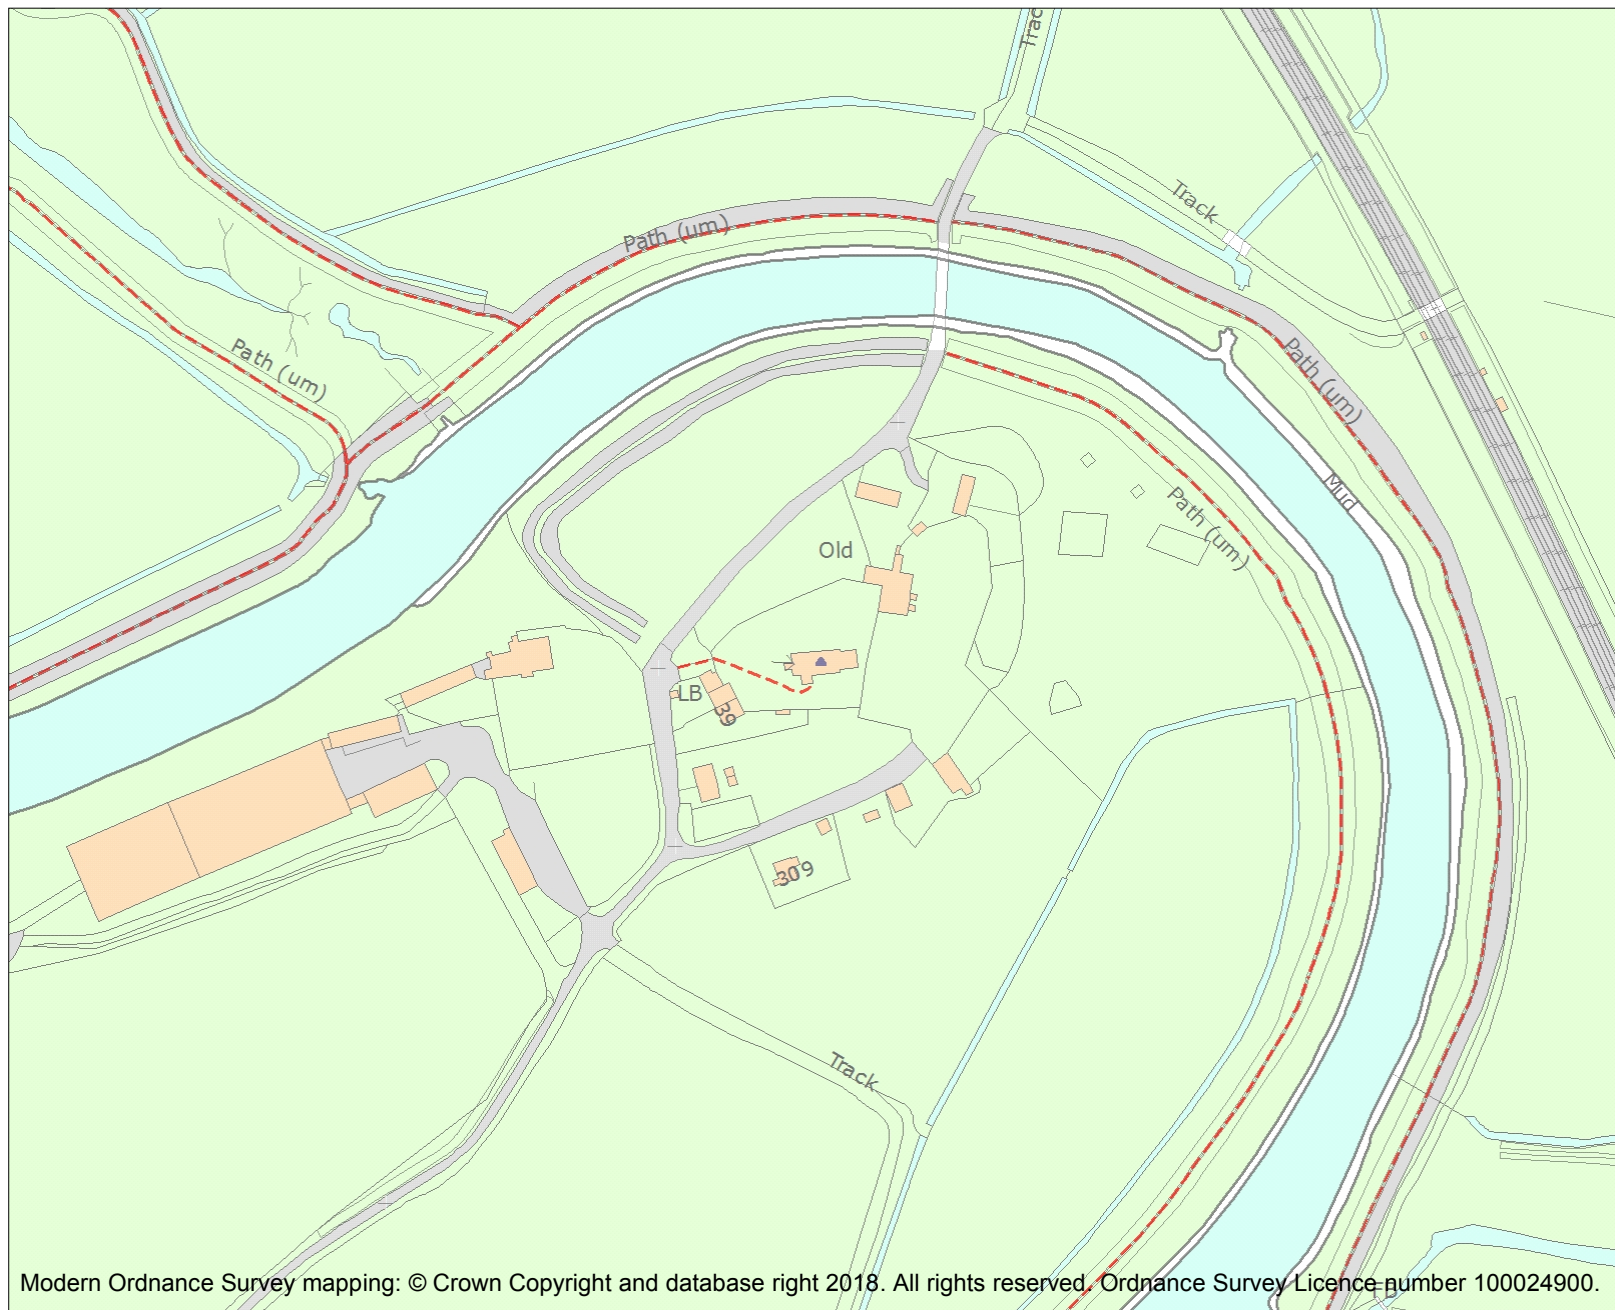 Trac
Track
Path (um)
Path (um)
Path (um)
Mud
Path (um)
Old
LB
39
309
Track
FB
Modern Ordnance Survey mapping: © Crown Copyright and database right 2018. All rights reserved. Ordnance Survey Licence number 100024900.